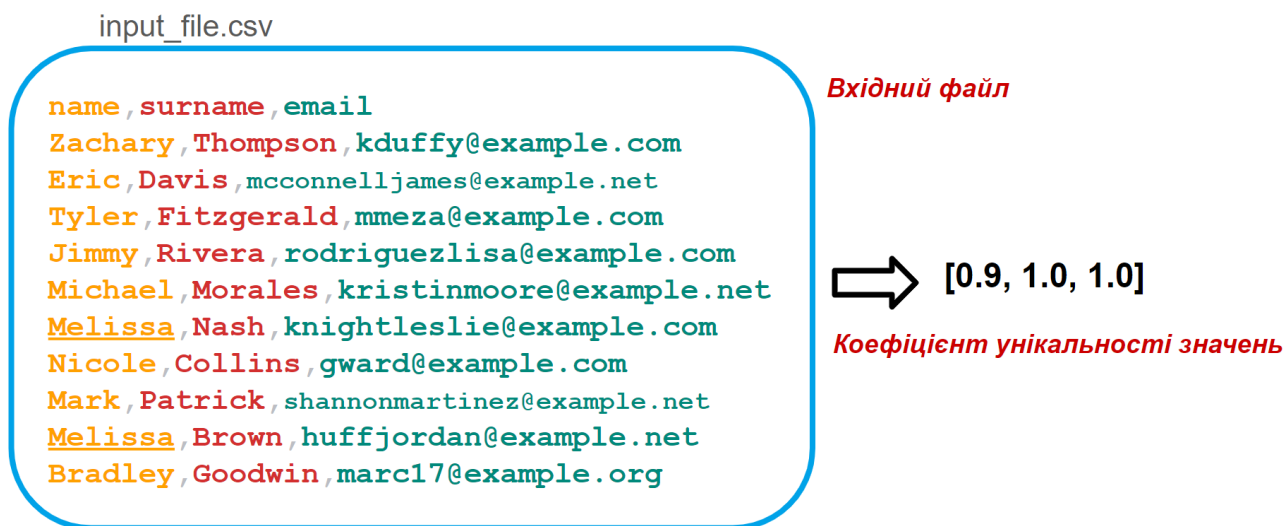 input_file.csv
Вхідний файл
name,surname,email
Zachary,Thompson,kduffy@example.com
Eric,Davis,mcconnelljames@example.net
Tyler,Fitzgerald,mmeza@example.com
Jimmy,Rivera,rodriguezlisa@example.com
Michael,Morales,kristinmoore@example.net
Melissa,Nash,knightleslie@example.com
Nicole,Collins,gward@example.com
Mark,Patrick,shannonmartinez@example.net
Melissa,Brown,huffjordan@example.net
Bradley,Goodwin,marc17@example.org
[0.9, 1.0, 1.0]
Коефіцієнт унікальності значень